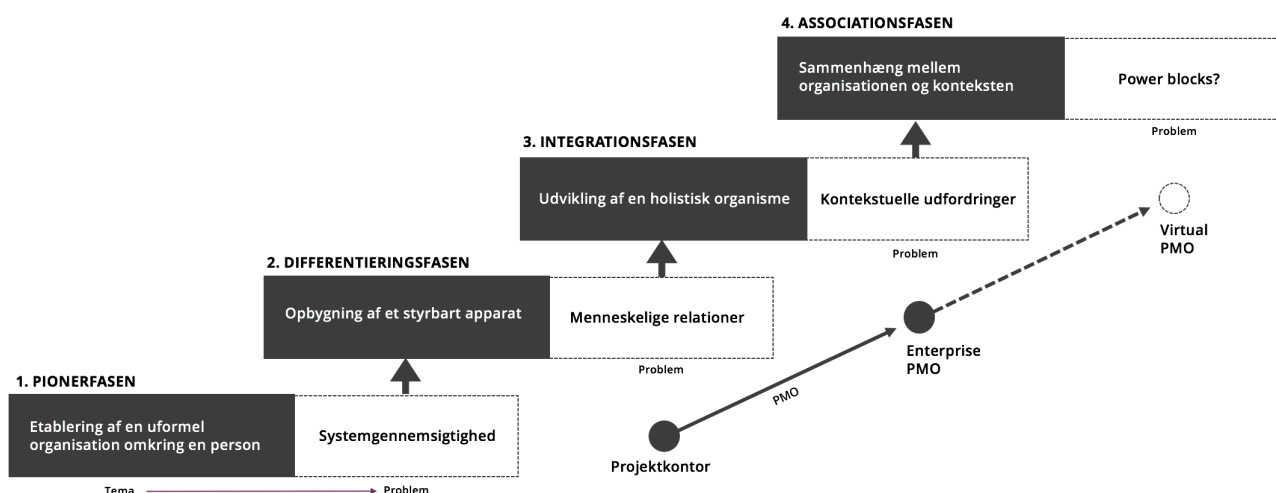 4. ASSOCIATIONSFASEN
Sammenhæng mellem
organisationen og konteksten
Power blocks?
Problem
3. INTEGRATIONSFASEN
Udvikling af en holistisk organisme
Kontekstuelle udfordringer
Problem
Virtual
PMO
2. DIFFERENTIERINGSFASEN
Opbygning af et styrbart apparat
Menneskelige relationer
Problem
Enterprise
PMO
PMO
1. PIONERFASEN
Etablering af en uformel
organisation omkring en person
Systemgennemsigtighed
Projektkontor
Tema
Problem